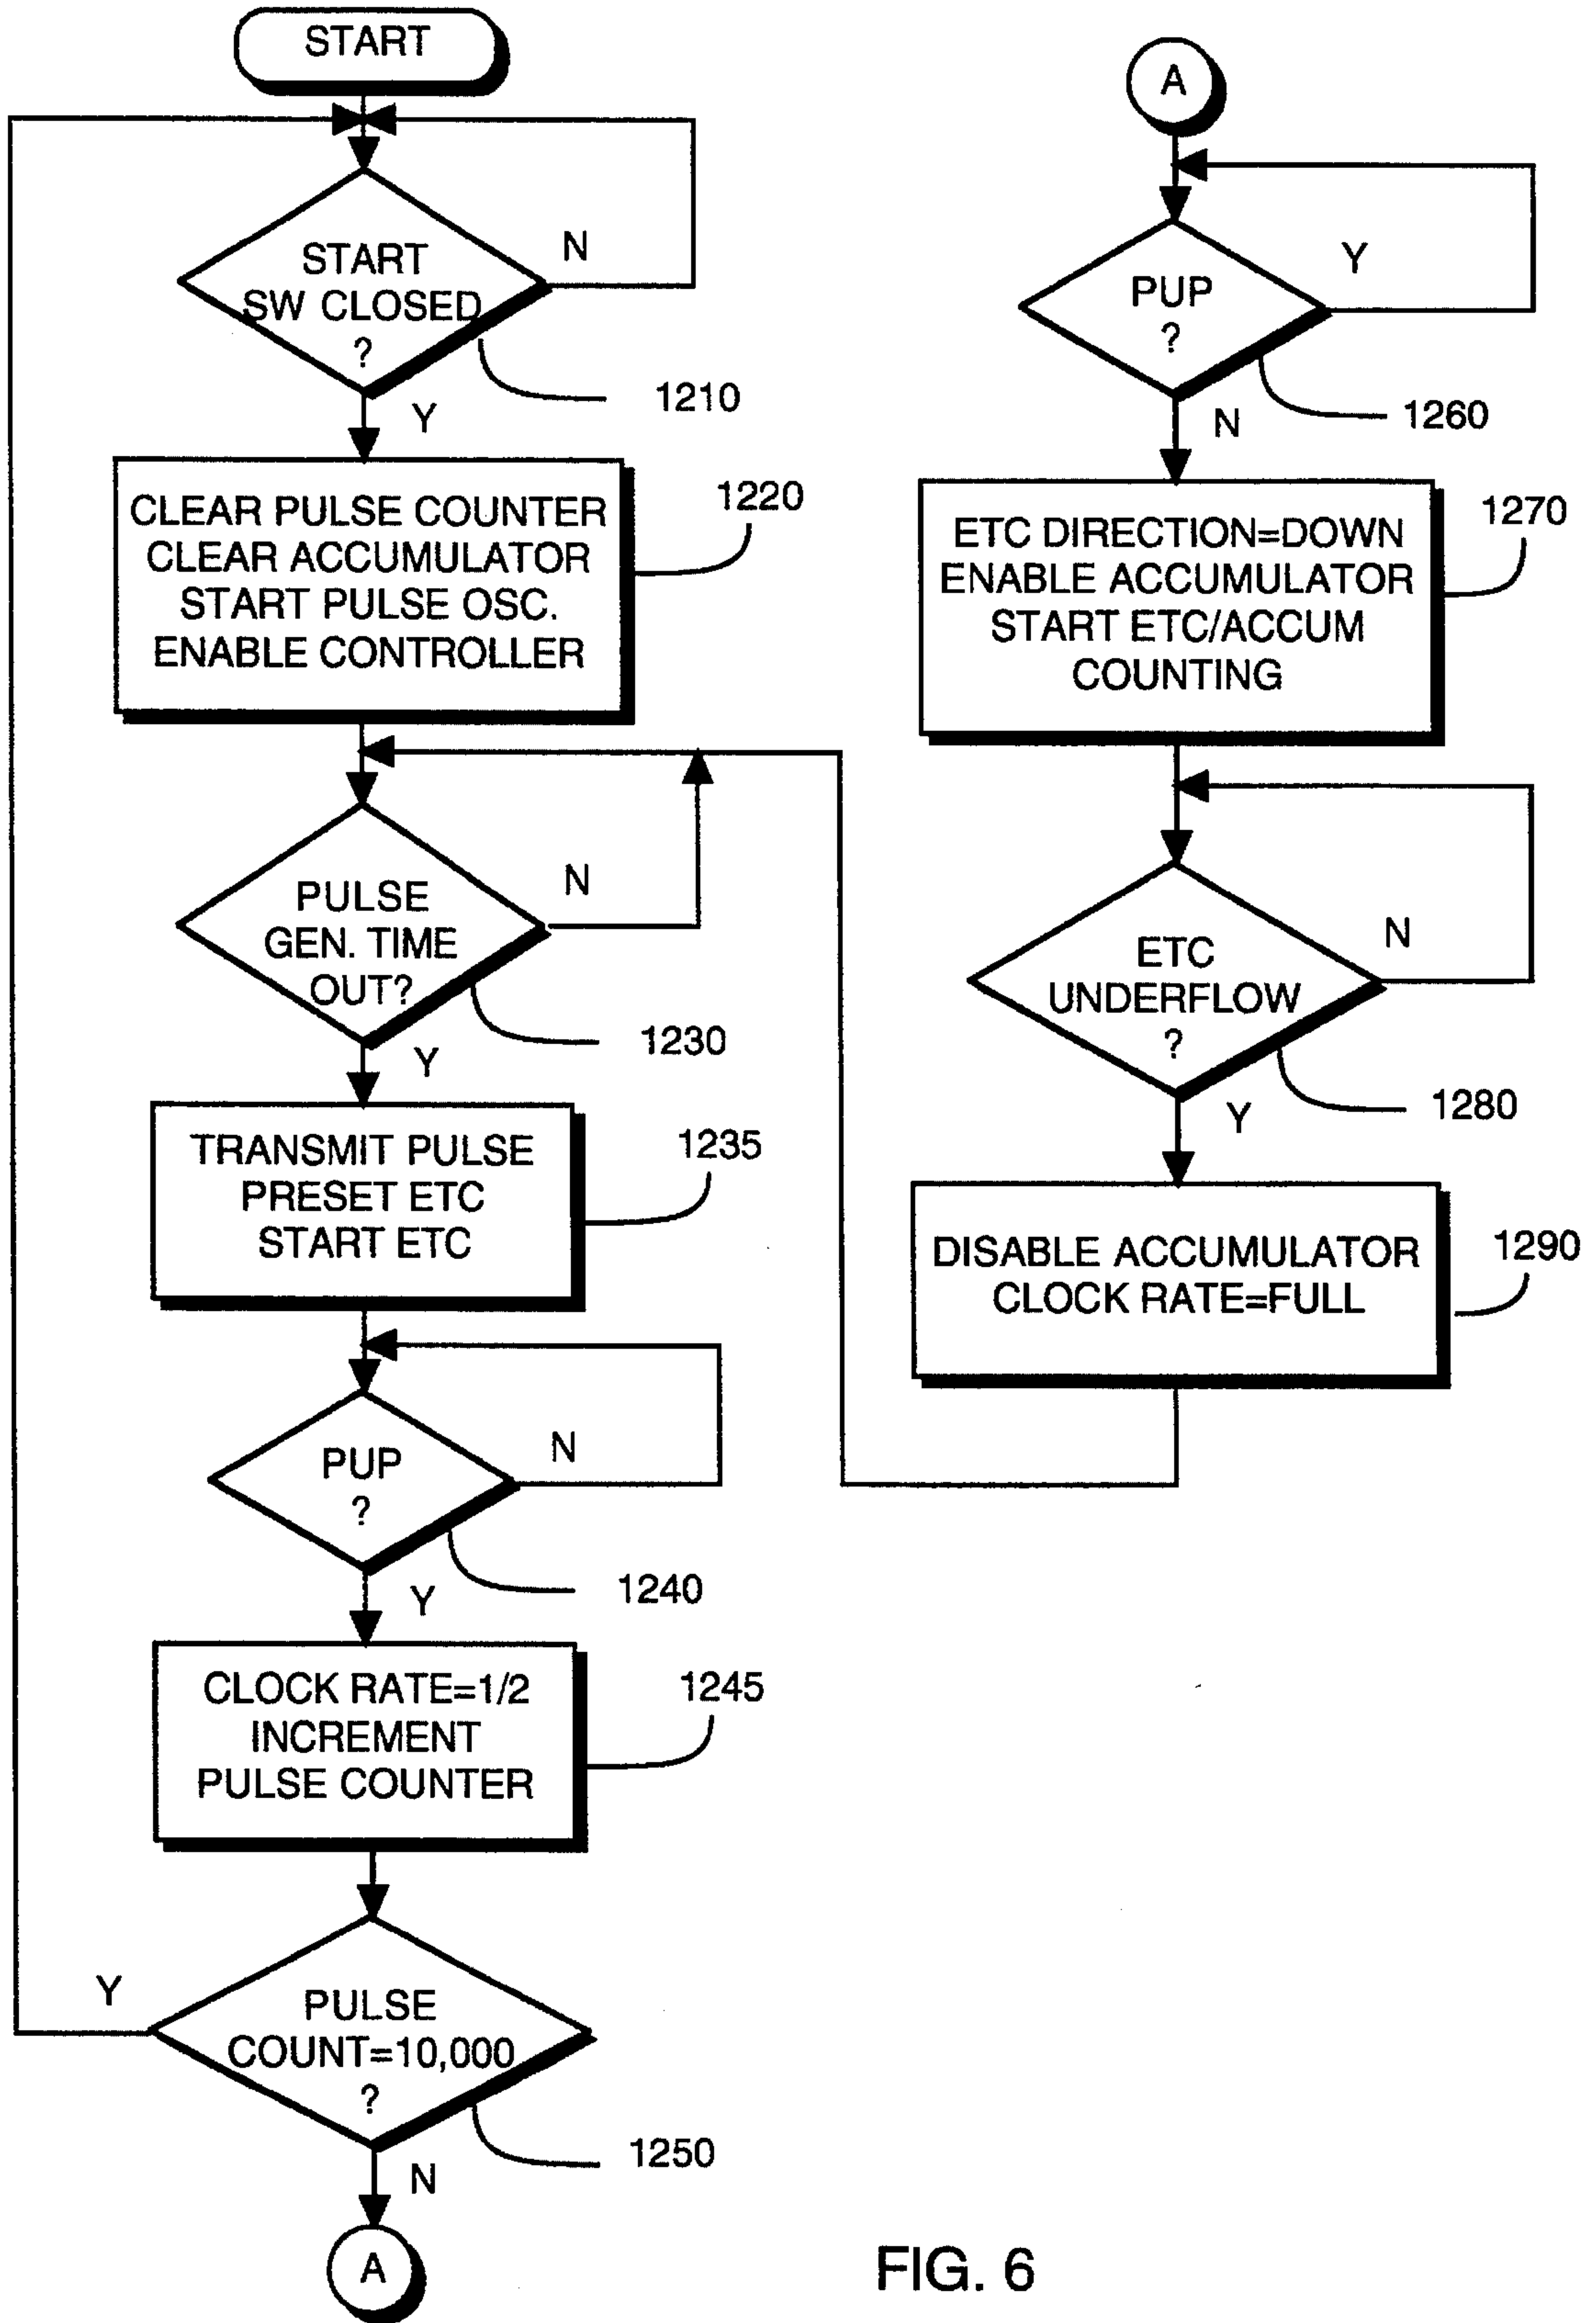 START
START
SW CLOSED
?
N
1210
Y
CLEAR PULSE COUNTER
CLEAR ACCUMULATOR
START PULSE OSC.
ENABLE CONTROLLER
1220
PULSE
GEN. TIME
OUT?
N
1230
Y
TRANSMIT PULSE
PRESET ETC
START ETC
1235
PUP
?
N
1240
Y
CLOCK RATE=1/2
INCREMENT
PULSE COUNTER
1245
Y
PULSE
COUNT=10,000
?
1250
N
A
A
PUP
?
Y
1260
N
ETC DIRECTION=DOWN
ENABLE ACCUMULATOR
START ETC/ACCUM
COUNTING
1270
ETC
UNDERFLOW
?
N
1280
Y
DISABLE ACCUMULATOR
CLOCK RATE=FULL
1290
FIG. 6